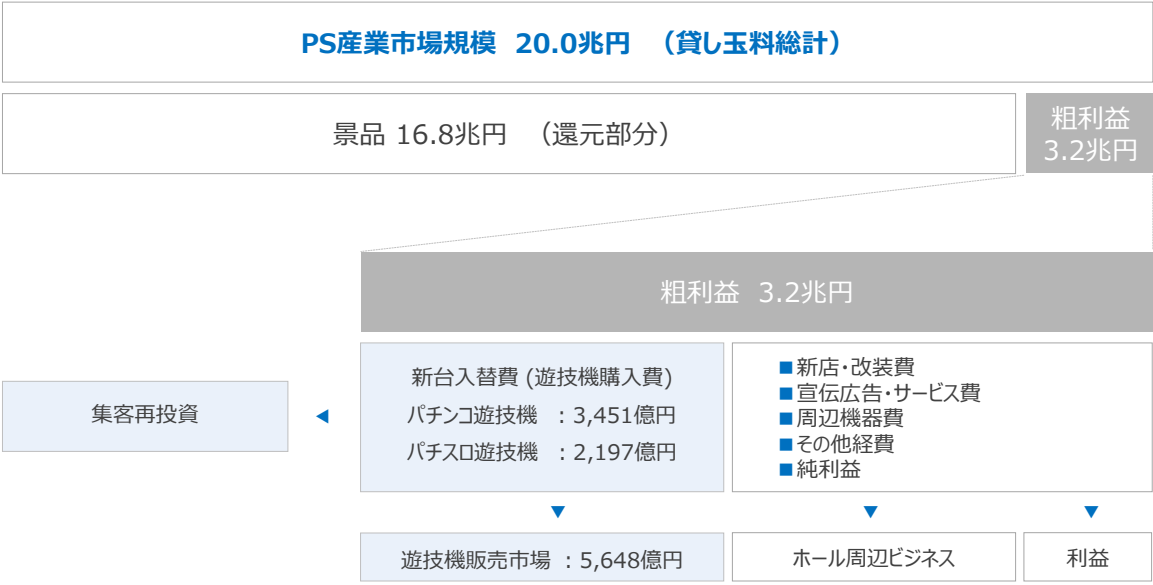 PS産業市場規模 20.0兆円 （貸し玉料総計）
景品 16.8兆円 （還元部分）
粗利益
3.2兆円
粗利益 3.2兆円
集客再投資
新台入替費 (遊技機購入費)
パチンコ遊技機 ：3,451億円
パチスロ遊技機 ：2,197億円
■新店・改装費
■宣伝広告・サービス費
■周辺機器費
■その他経費
■純利益
遊技機販売市場 ：5,648億円
ホール周辺ビジネス
利益